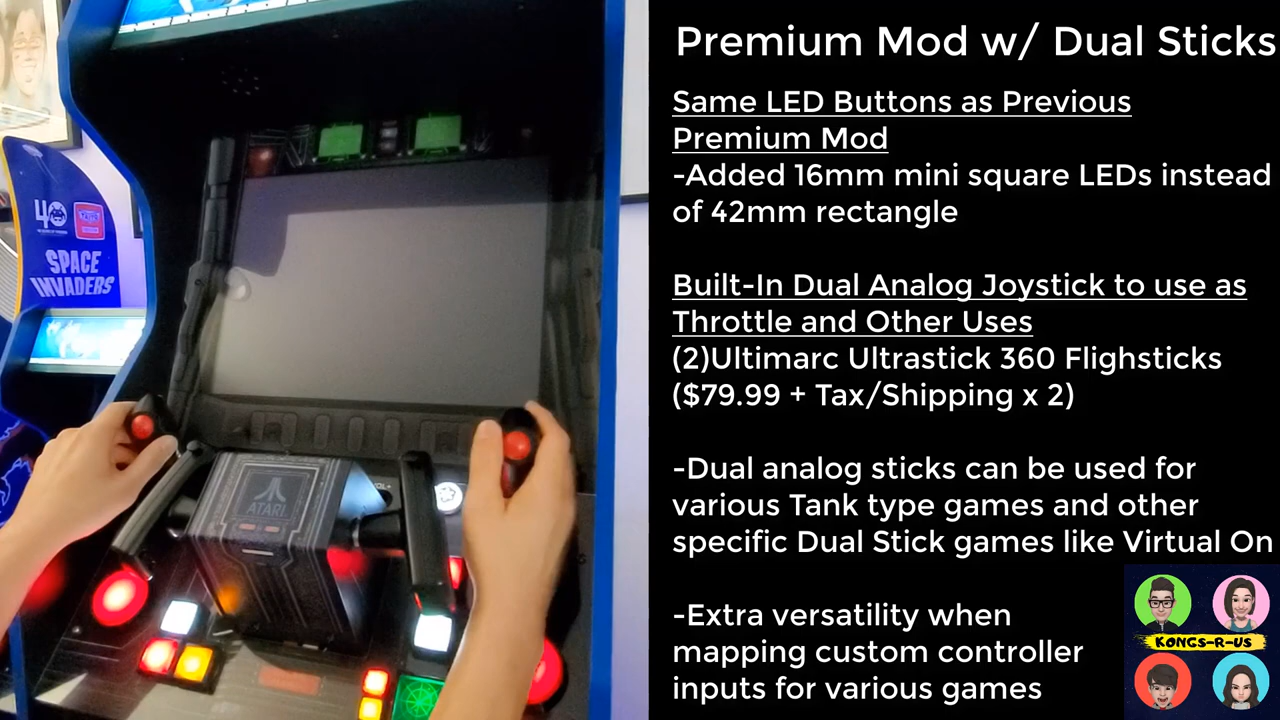 Premium Mod w/ Dual Sticks
Same LED Buttons as Previous
Premium Mod
-Added 16mm mini square LEDs instead
of 42mm rectangle
Built-In Dual Analog Joystick to use as
Throttle and Other Uses
(2)Ultimarc Ultrastick 360 Flighsticks
($79.99 + Tax/Shipping x 2)
-Dual analog sticks can be used for
various Tank type games and other
specific Dual Stick games like Virtual On
-Extra versatility when
mapping custom controller
inputs for various games
KONGS-R-US
40
SPACE
INVADERS
ATARI